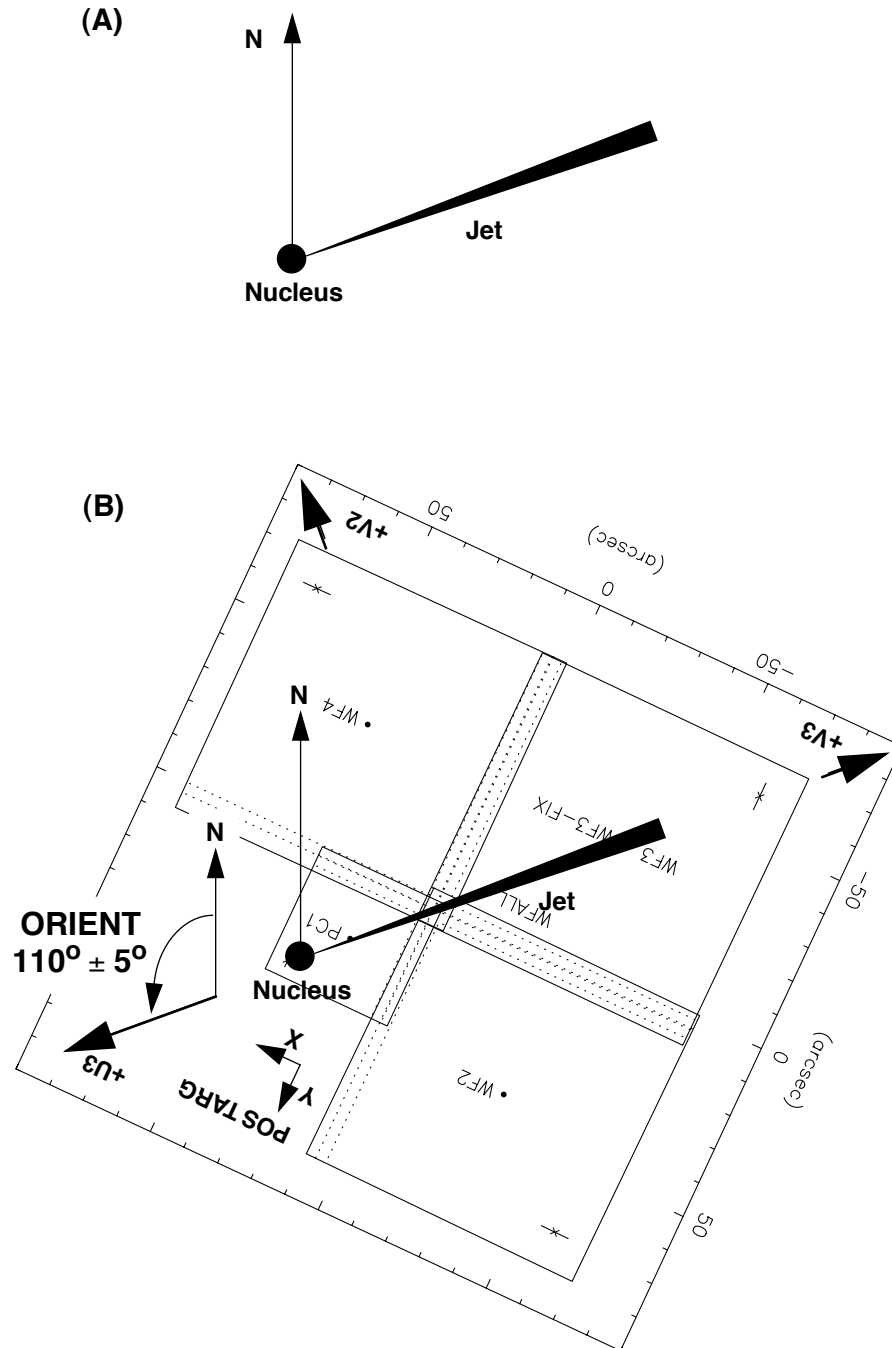 (A)
N
Jet
Nucleus
(B)
+V2
50
(arcsec)
0
-50
+V3
WF4
N
WF3-FIX
WF3
WFALL
Jet
N
PC1
ORIENT
110° ± 5°
Nucleus
+U3
X
Y
POS TARG
WF2
-50
0
(arcsec)
50